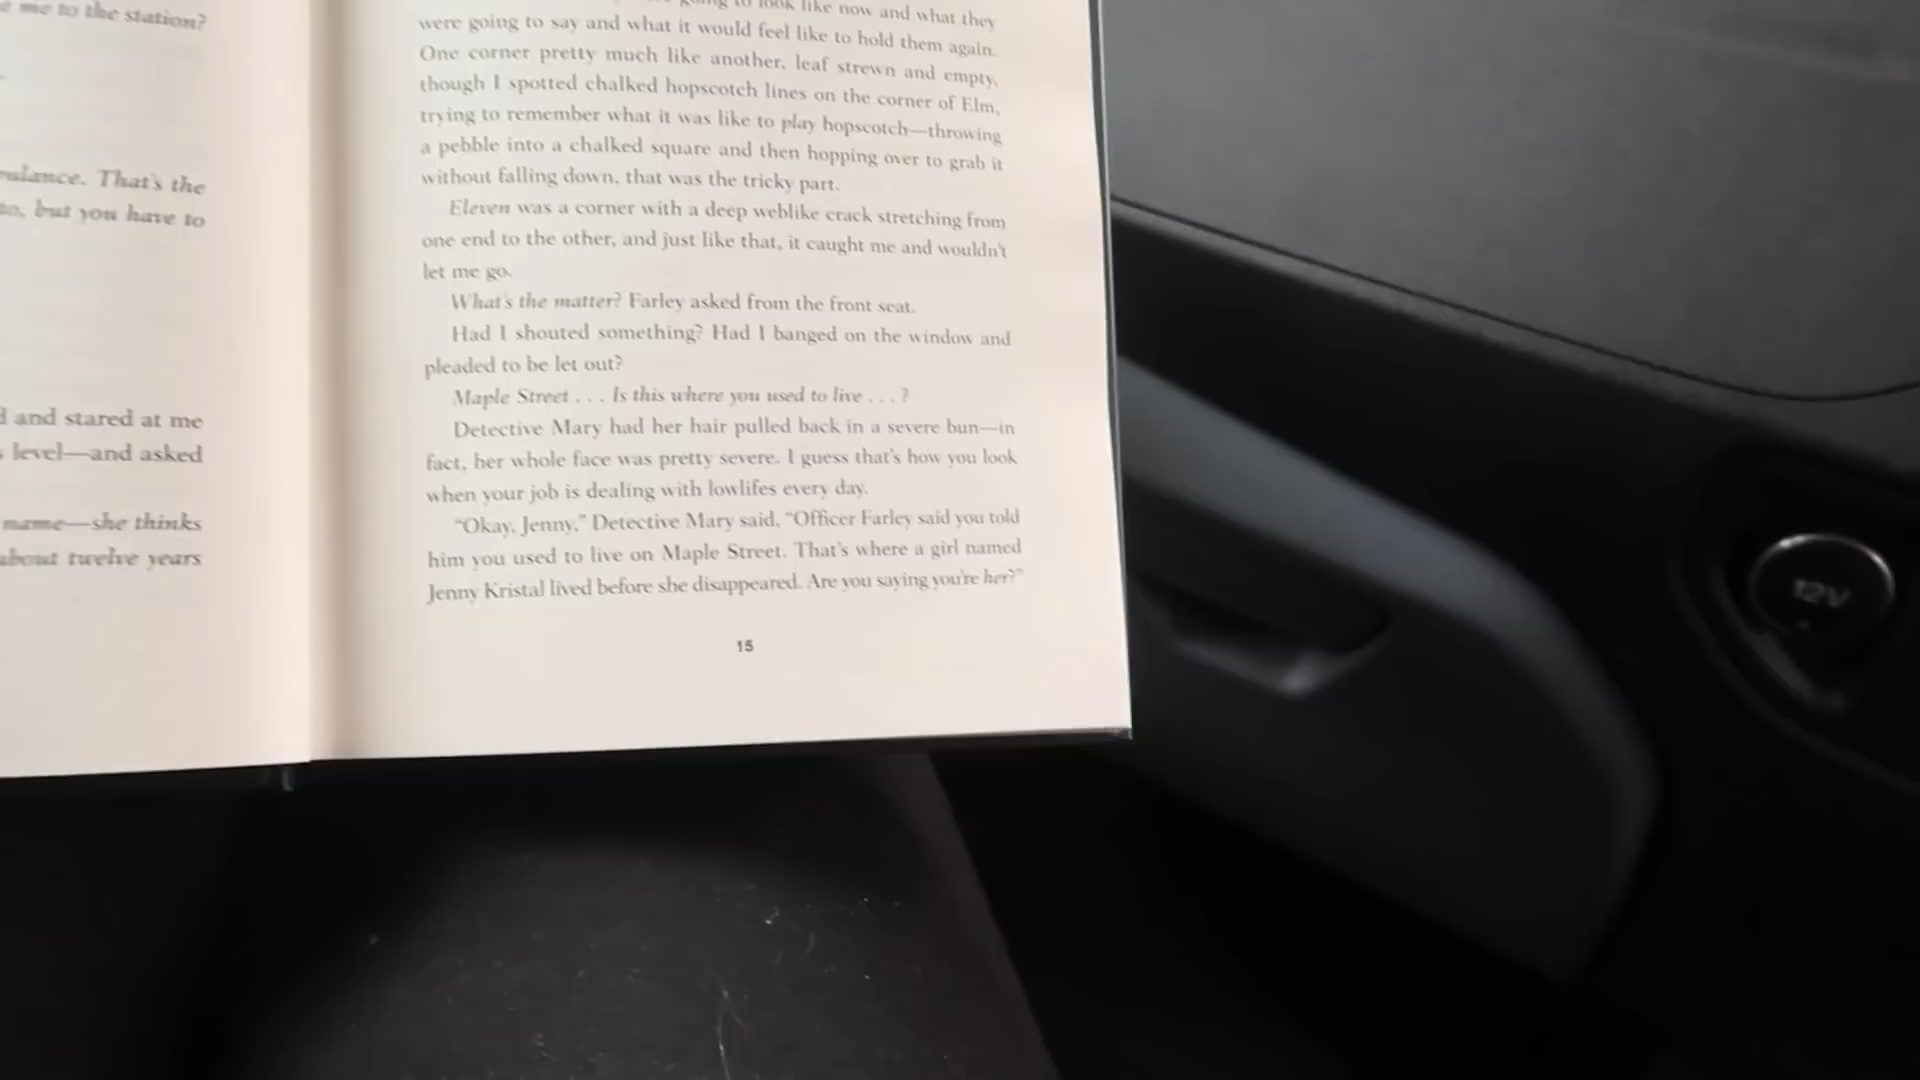 e me to the station?
ulance. That's the
to, but you have to
d and stared at me
s level—and asked
name—she thinks
about twelve years
going to look like now and what they
were going to say and what it would feel like to hold them again.
One corner pretty much like another, leaf strewn and empty,
though I spotted chalked hopscotch lines on the corner of Elm,
trying to remember what it was like to play hopscotch—throwing
a pebble into a chalked square and then hopping over to grab it
without falling down, that was the tricky part.
Eleven was a corner with a deep weblike crack stretching from
one end to the other, and just like that, it caught me and wouldn't
let me go.
What's the matter? Farley asked from the front seat.
Had I shouted something? Had I banged on the window and
pleaded to be let out?
Maple Street . . . Is this where you used to live . . . ?
Detective Mary had her hair pulled back in a severe bun—in
fact, her whole face was pretty severe. I guess that's how you look
when your job is dealing with lowlifes every day.
"Okay, Jenny," Detective Mary said, "Officer Farley said you told
him you used to live on Maple Street. That's where a girl named
Jenny Kristal lived before she disappeared. Are you saying you're her?"
15
12V